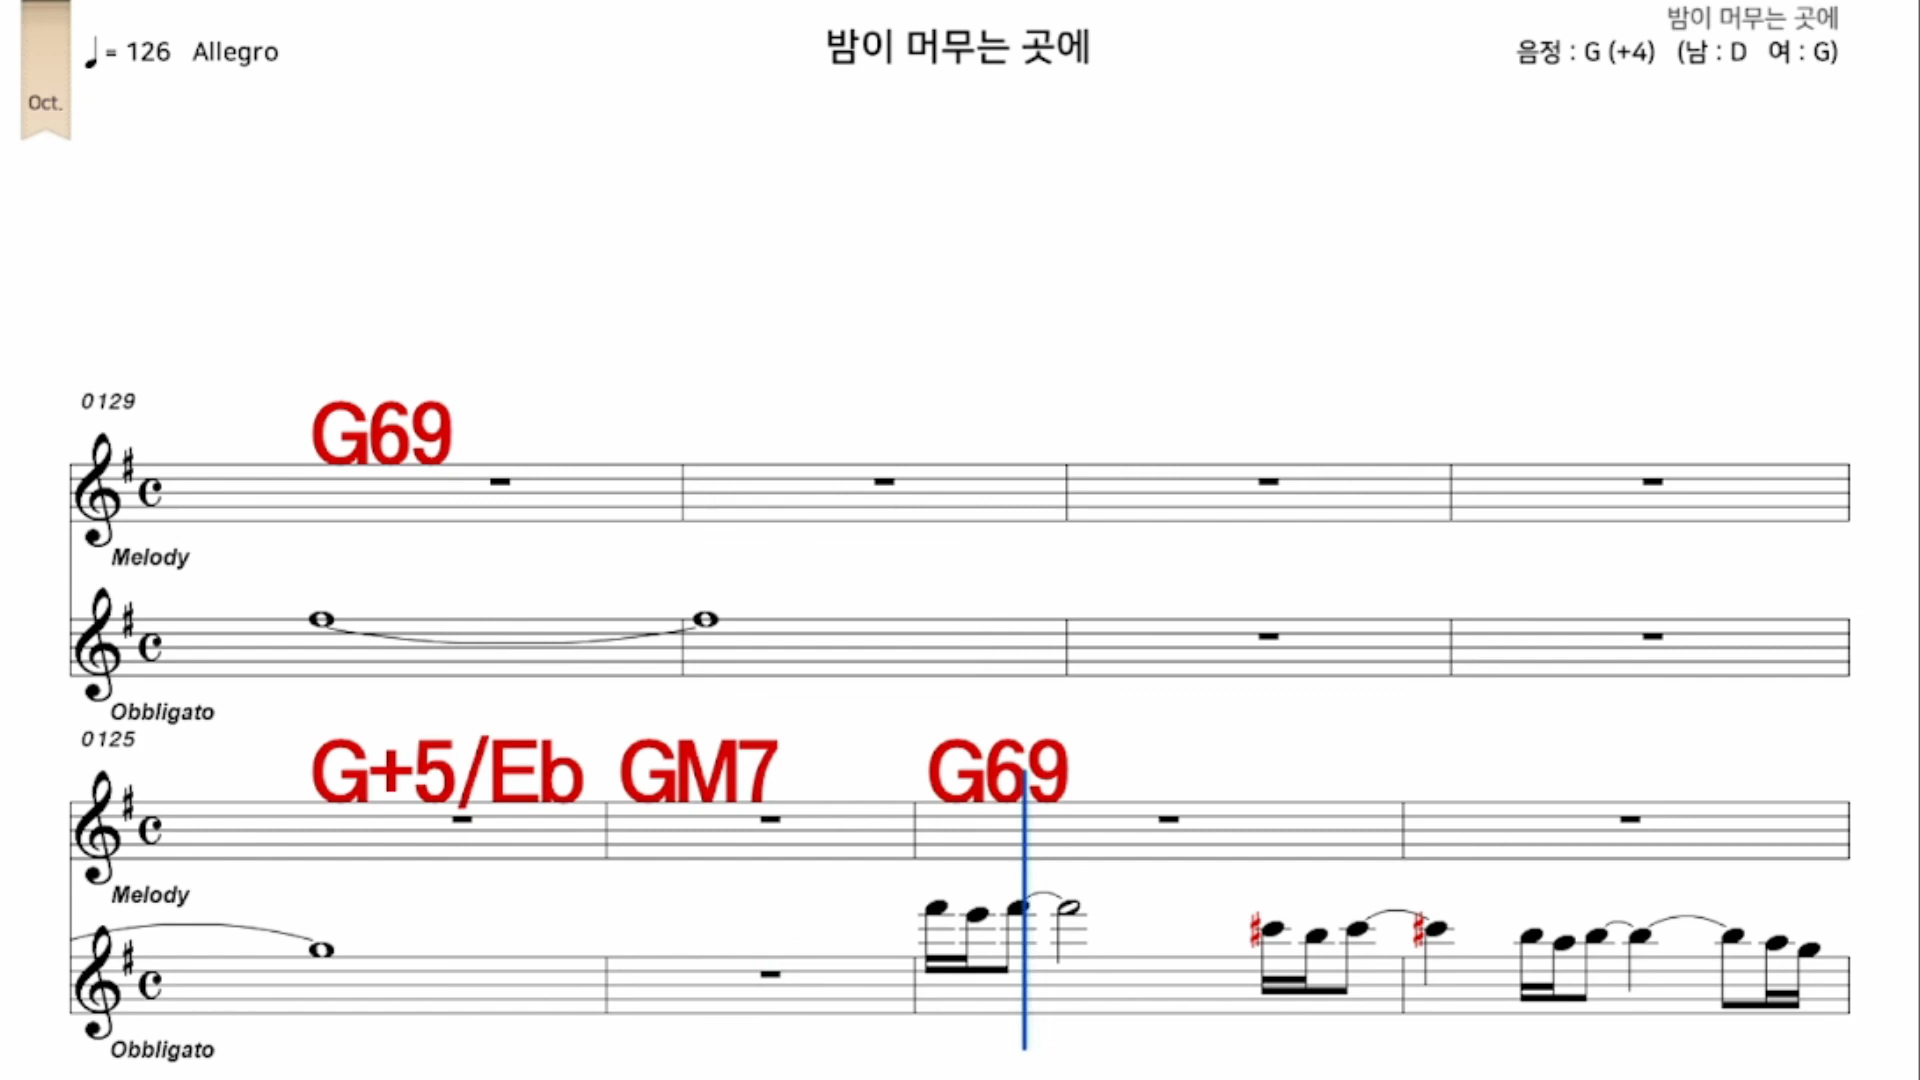 밤이 머무는 곳에
♩= 126 Allegro
밤이 머무는 곳에
음정 : G (+4) (남 : D 여 : G)
Oct.
0129
G69
Melody
Obbligato
0125
G+5/Eb GM7 G69
Melody
Obbligato